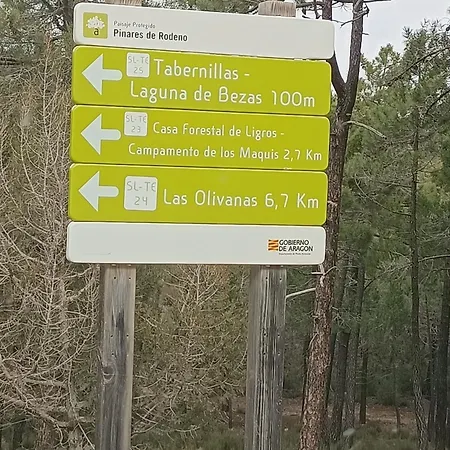 Paisaje Protegido
Pinares de Rodeno
SL-TE
25
Tabernillas -
Laguna de Bezas 100m
SL-TE
23
Casa Forestal de Ligros -
Campamento de los Maquis 2,7 km
SL-TE
24
Las Olivanas 6,7 Km
GOBIERNO
DE ARAGON